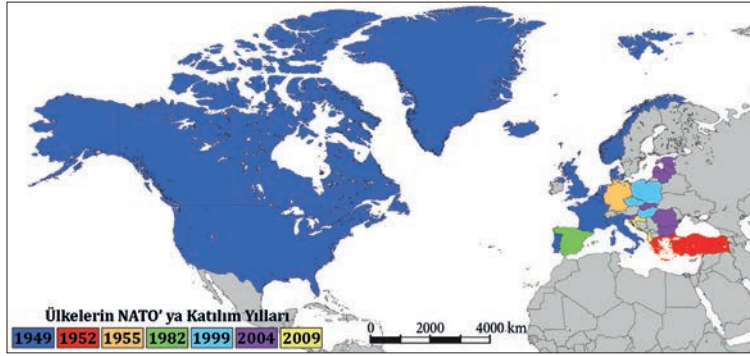 Ülkelerin NATO' ya Katılım Yılları
1949 1952 1955 1982 1999 2004 2009
0 2000 4000 km